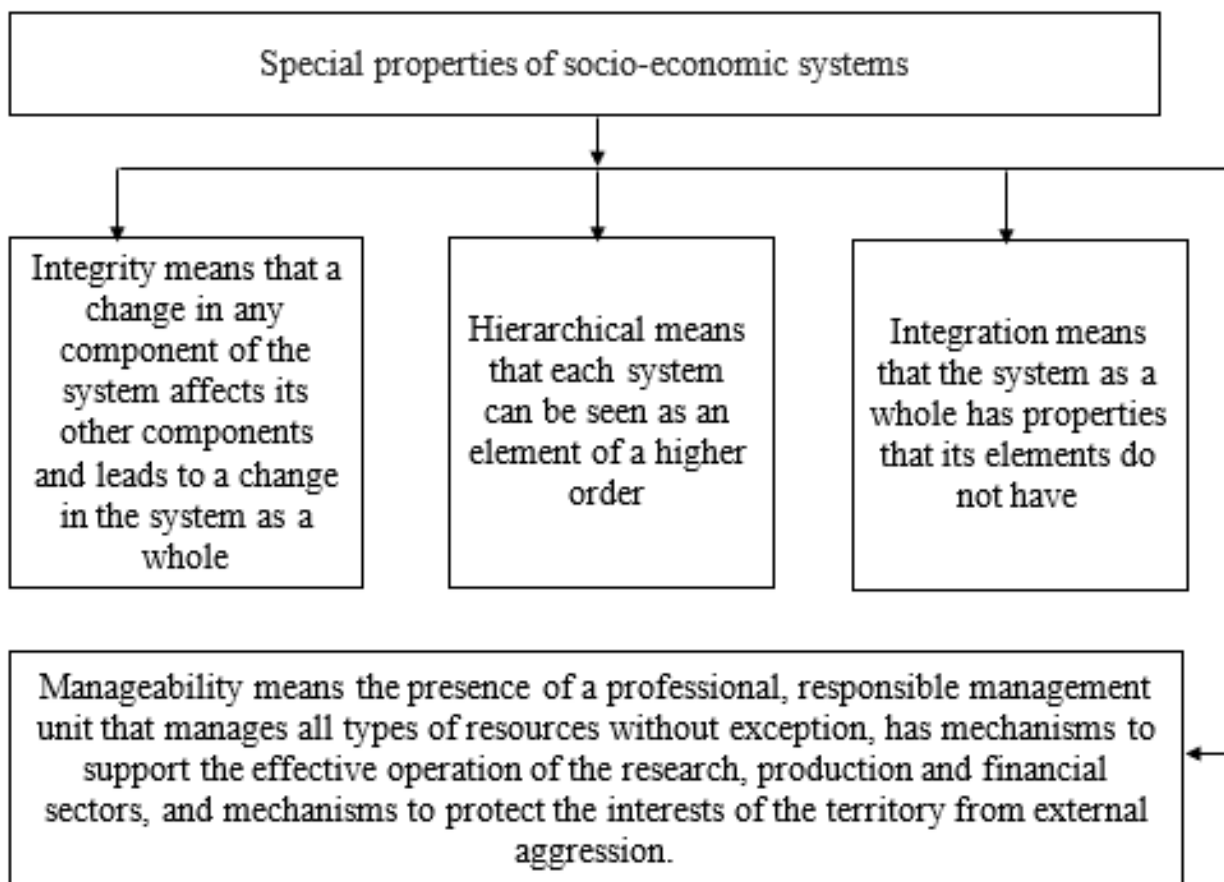 Special properties of socio-economic systems
Integrity means that a
change in any
component of the
system affects its
other components
and leads to a change
in the system as a
whole
Hierarchical means
that each system
can be seen as an
element of a higher
order
Integration means
that the system as a
whole has properties
that its elements do
not have
Manageability means the presence of a professional, responsible management
unit that manages all types of resources without exception, has mechanisms to
support the effective operation of the research, production and financial
sectors, and mechanisms to protect the interests of the territory from external
aggression.